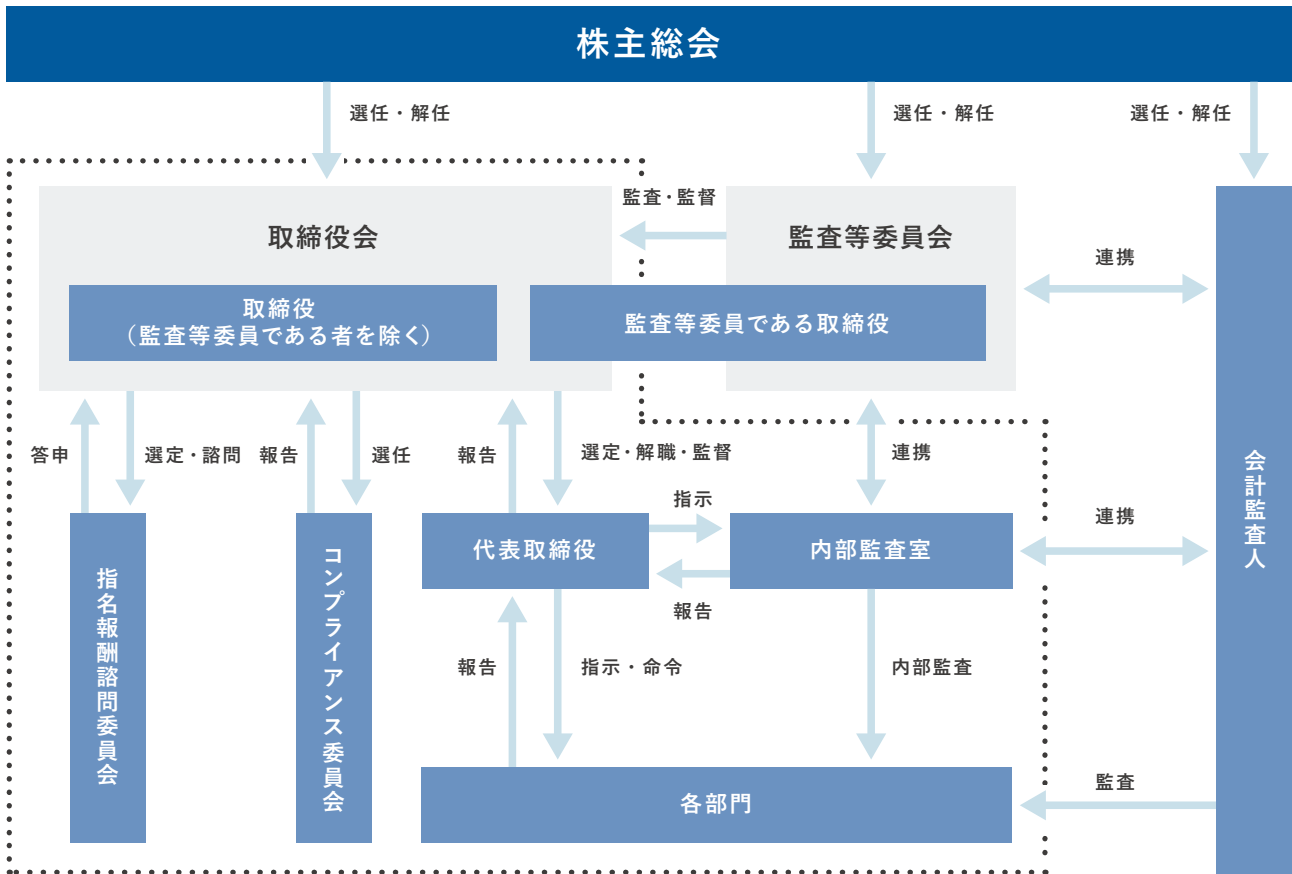 株主総会
選任・解任
選任・解任
選任・解任
監査・監督
取締役会
監査等委員会
連携
取締役
（監査等委員である者を除く）
監査等委員である取締役
答申
選定・諮問
報告
選任
報告
選定・解職・監督
連携
指示
連携
代表取締役
内部監査室
報告
会計監査人
指名報酬諮問委員会
コンプライアンス委員会
報告
指示・命令
内部監査
監査
各部門